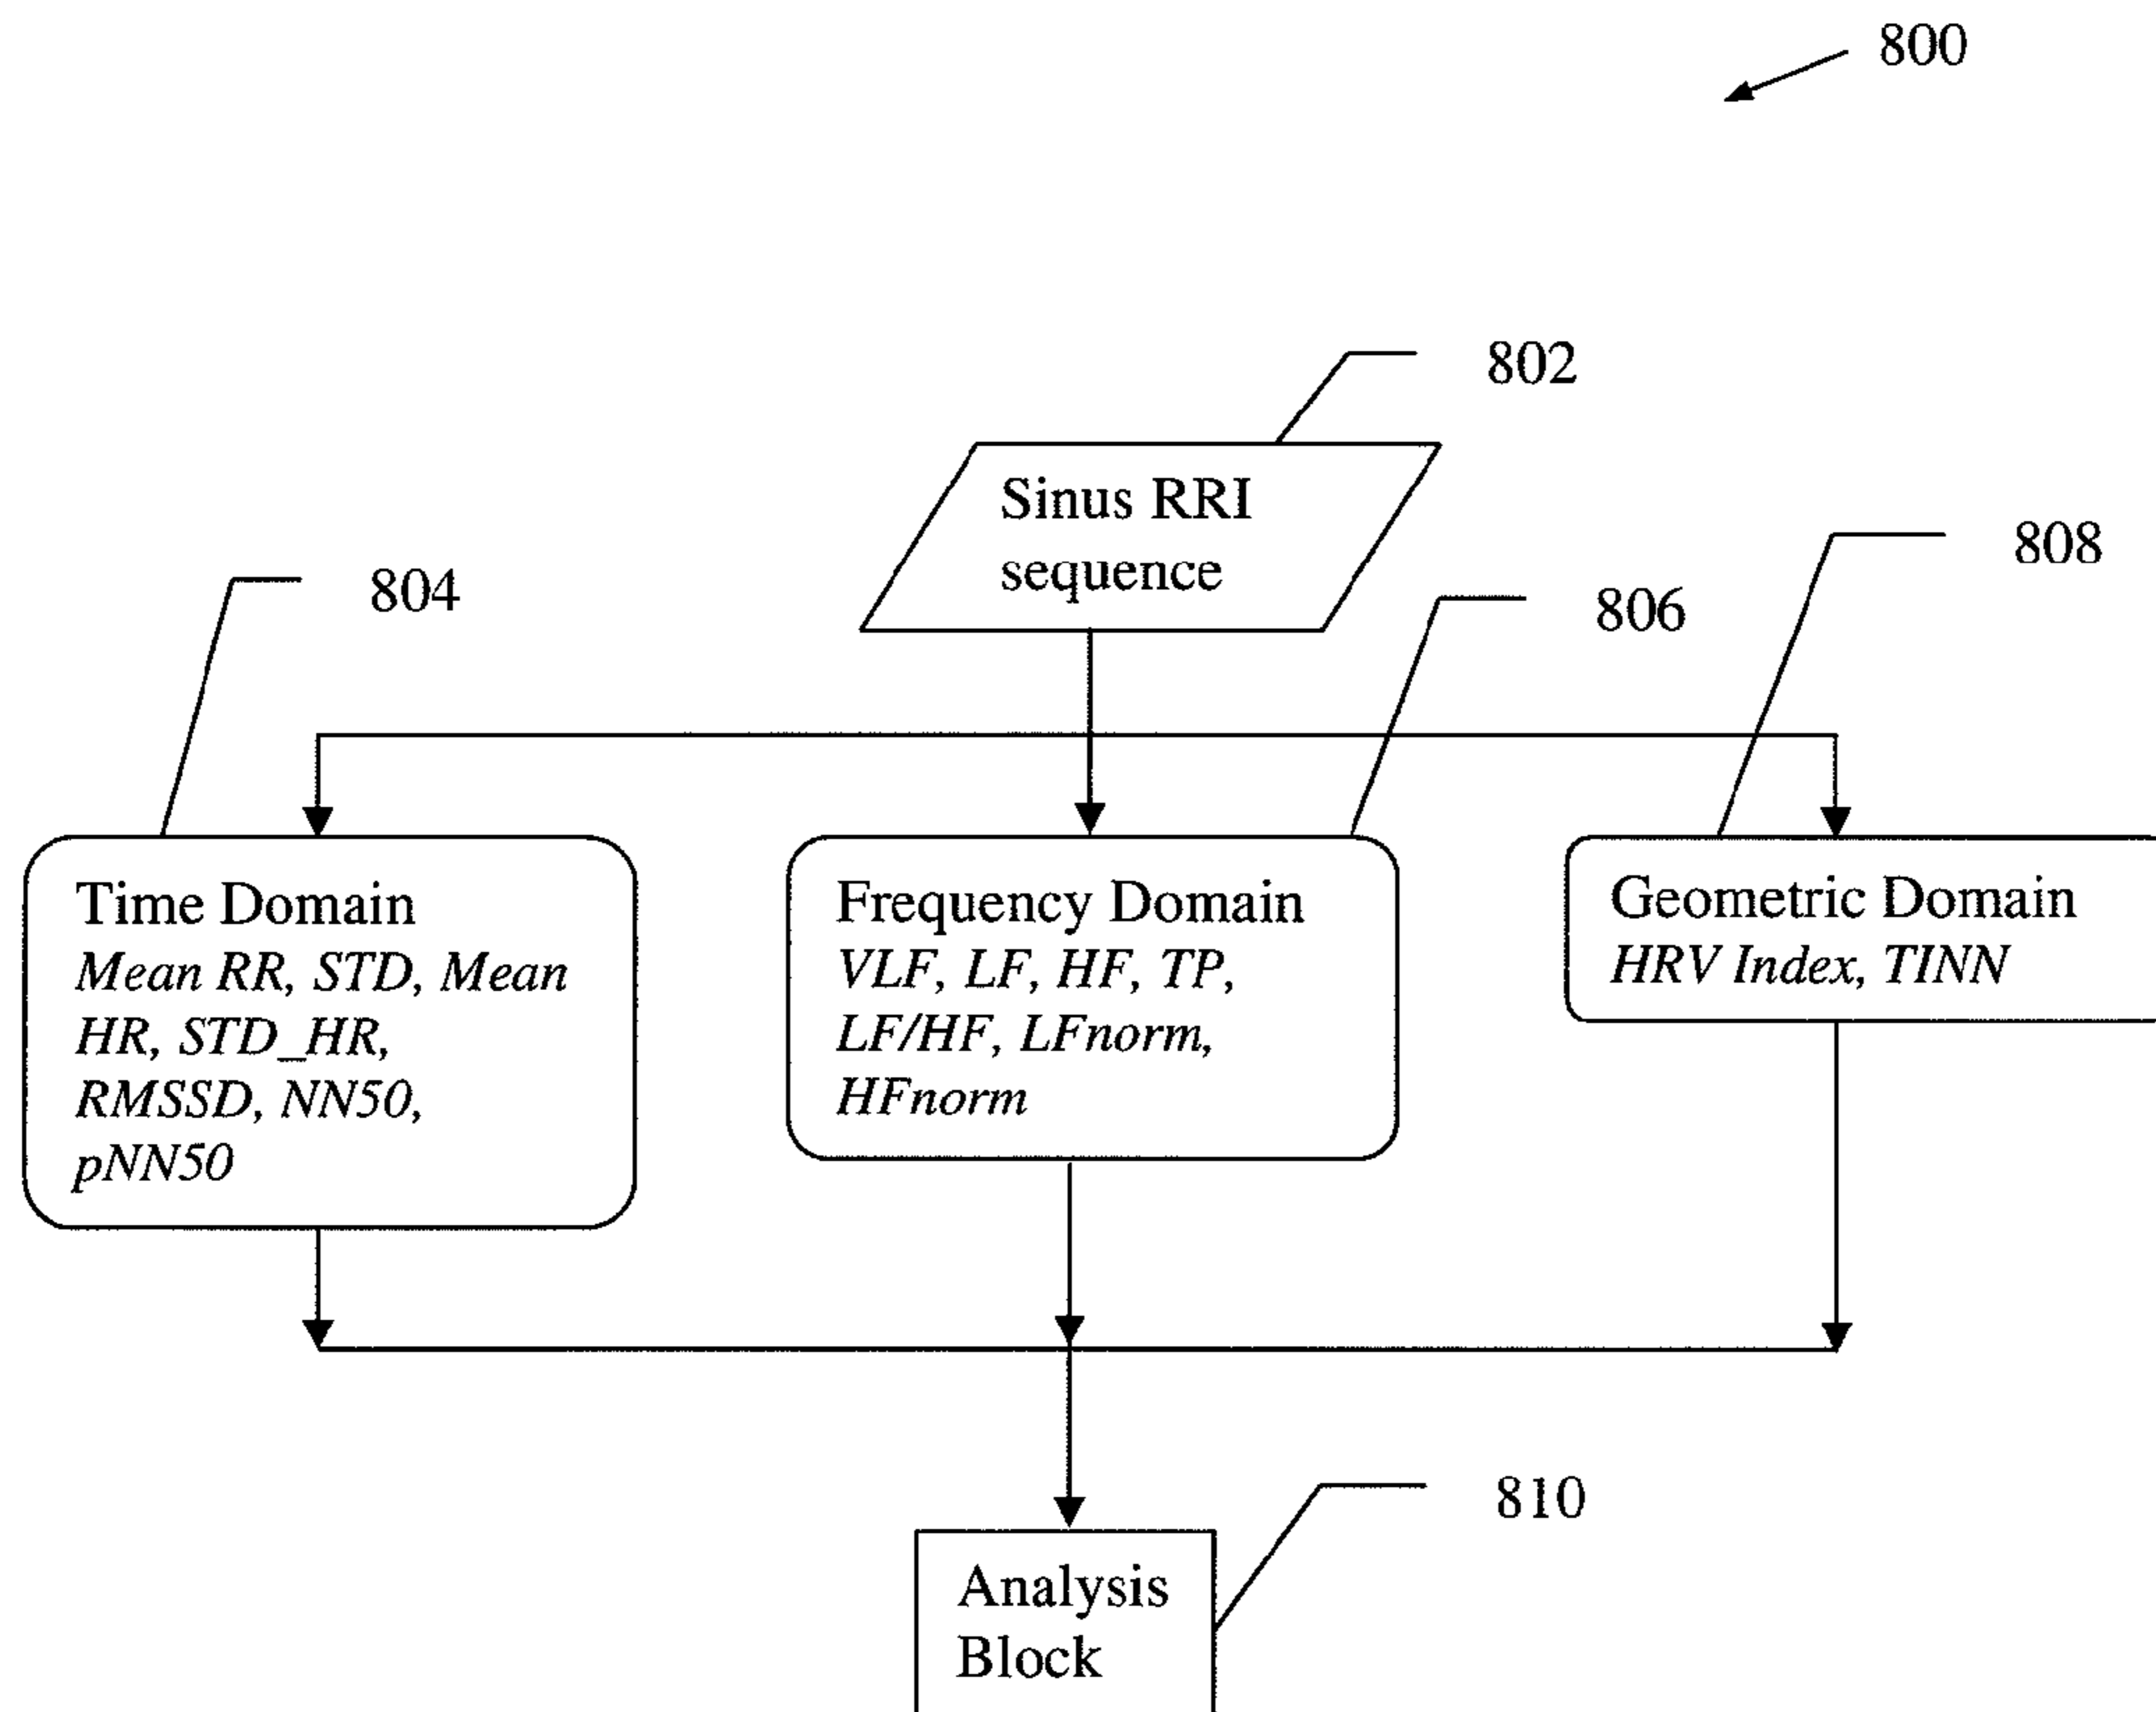 800
802
Sinus RRI
sequence
808
804
806
Time Domain
Mean RR, STD, Mean
HR, STD_HR,
RMSSD, NN50,
pNN50
Frequency Domain
VLF, LF, HF, TP,
LF/HF, LFnorm,
HFnorm
Geometric Domain
HRV Index, TINN
810
Analysis
Block